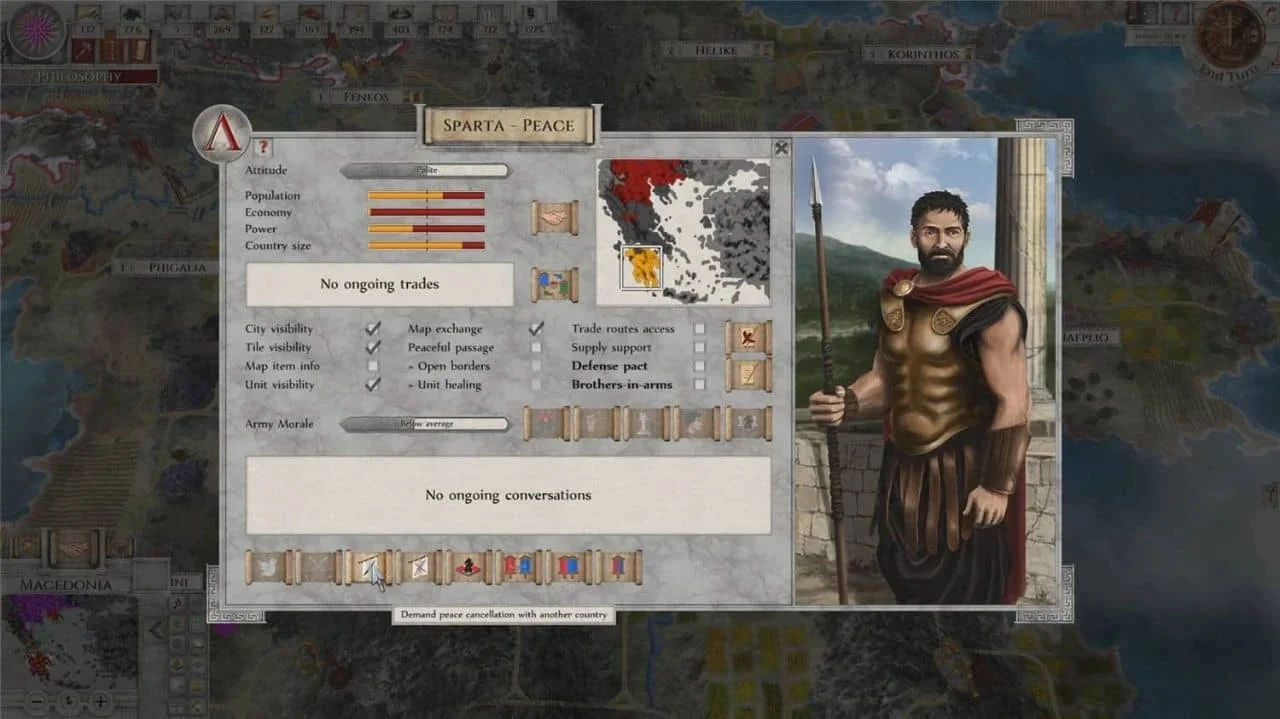 PHILOSOPHY
HELIKE
KORINTHOS
End Turn
FENEOS
SPARTA - PEACE
?
Attitude
Polite
Population
Economy
Power
Country size
No ongoing trades
PHIGALIA
City visibility
Map exchange
Trade routes access
Tile visibility
Peaceful passage
Supply support
Map item info
- Open borders
Defense pact
Unit visibility
- Unit healing
Brothers-in-arms
Army Morale
Below average
No ongoing conversations
MACEDONIA
Demand peace cancellation with another country